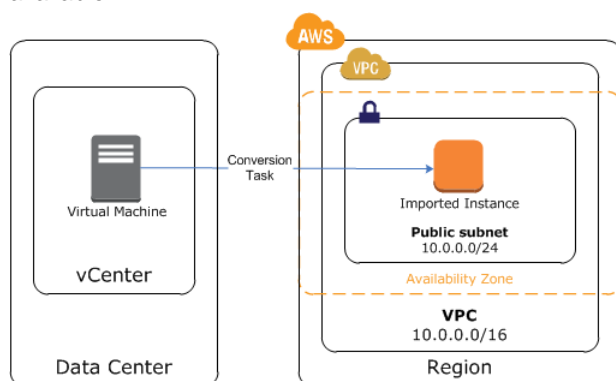 AWS
VPC
Conversion
Task
Virtual Machine
Imported Instance
Public subnet
10.0.0.0/24
vCenter
Availability Zone
VPC
10.0.0.0/16
Data Center
Region